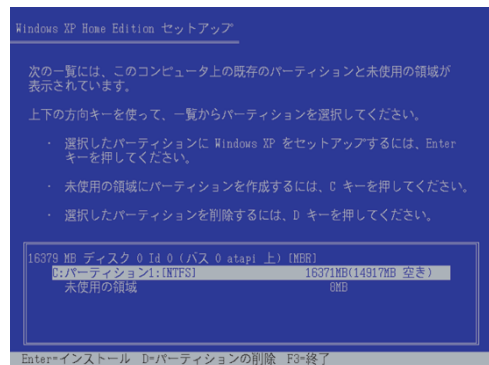 Windows XP Home Edition セットアップ
次の一覧には、このコンピュータ上の既存のパーティションと未使用の領域が
表示されています。
上下の方向キーを使って、一覧からパーティションを選択してください。
・ 選択したパーティションに Windows XP をセットアップするには、Enter
キーを押してください。
・ 未使用の領域にパーティションを作成するには、C キーを押してください。
・ 選択したパーティションを削除するには、D キーを押してください。
16379 MB ディスク 0 Id 0 (バス 0 atapi 上) [MBR]
C:パーティション1:[NTFS] 16371MB(14917MB 空き)
未使用の領域 8MB
Enter=インストール D=パーティションの削除 F3=終了